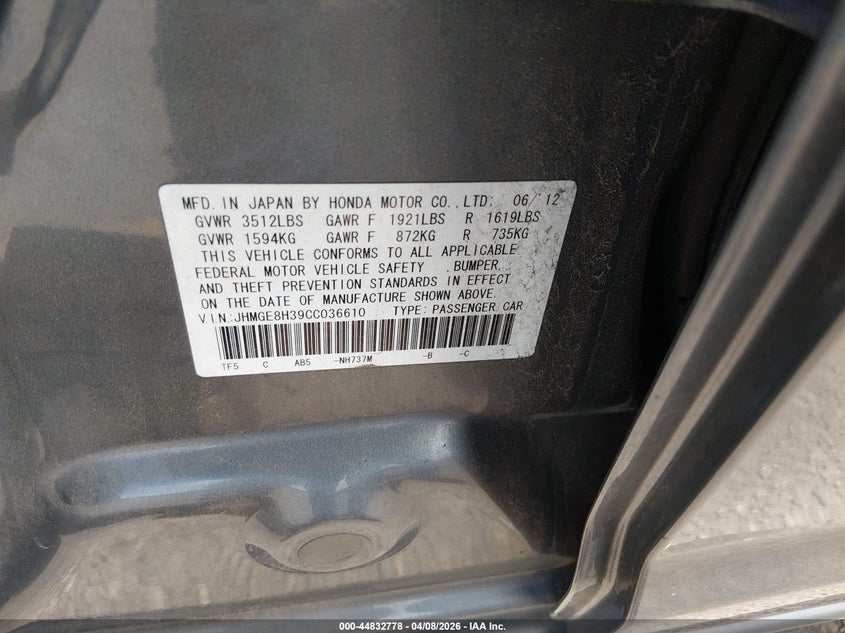 MFD. IN JAPAN BY HONDA MOTOR CO.,LTD. 06/'12
GVWR 3512LBS GAWR F 1921LBS R 1619LBS
GVWR 1594KG GAWR F 872KG R 735KG
THIS VEHICLE CONFORMS TO ALL APPLICABLE
FEDERAL MOTOR VEHICLE SAFETY , BUMPER,
AND THEFT PREVENTION STANDARDS IN EFFECT
ON THE DATE OF MANUFACTURE SHOWN ABOVE.
V.I.N:JHMGE8H39CC036610 TYPE:PASSENGER CAR
TF5 C AB5 -NH737M -B -C
000-44832778 - 04/08/2026 - IAA Inc.